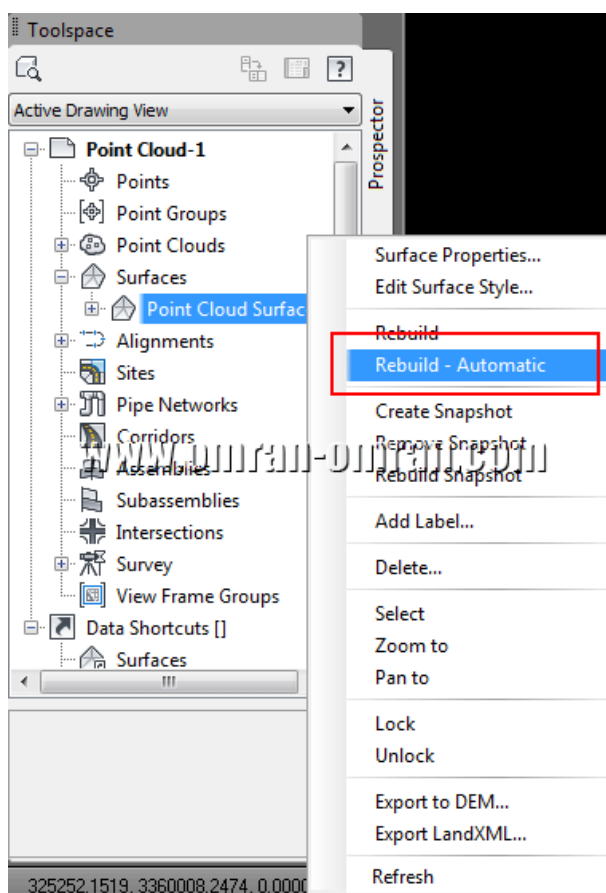 Toolspace
Active Drawing View
Prospector
Point Cloud-1
Points
Point Groups
Point Clouds
Surfaces
Point Cloud Surfac
Alignments
Sites
Pipe Networks
Corridors
Assemblies
Subassemblies
Intersections
Survey
View Frame Groups
Data Shortcuts []
Surfaces
Surface Properties...
Edit Surface Style...
Rebuild
Rebuild - Automatic
Create Snapshot
Remove Snapshot
Rebuild Snapshot
Add Label...
Delete...
Select
Zoom to
Pan to
Lock
Unlock
Export to DEM...
Export LandXML...
Refresh
www.omran-omran.com
325252.1519, 3360008.2474, 0.0000